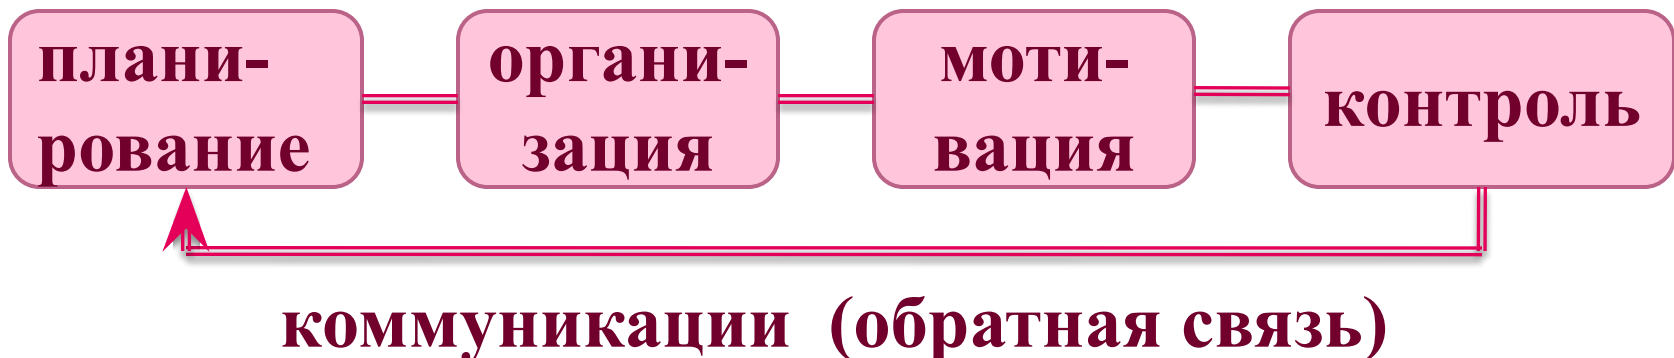 плани-
рование
органи-
зация
моти-
вация
контроль
коммуникации (обратная связь)